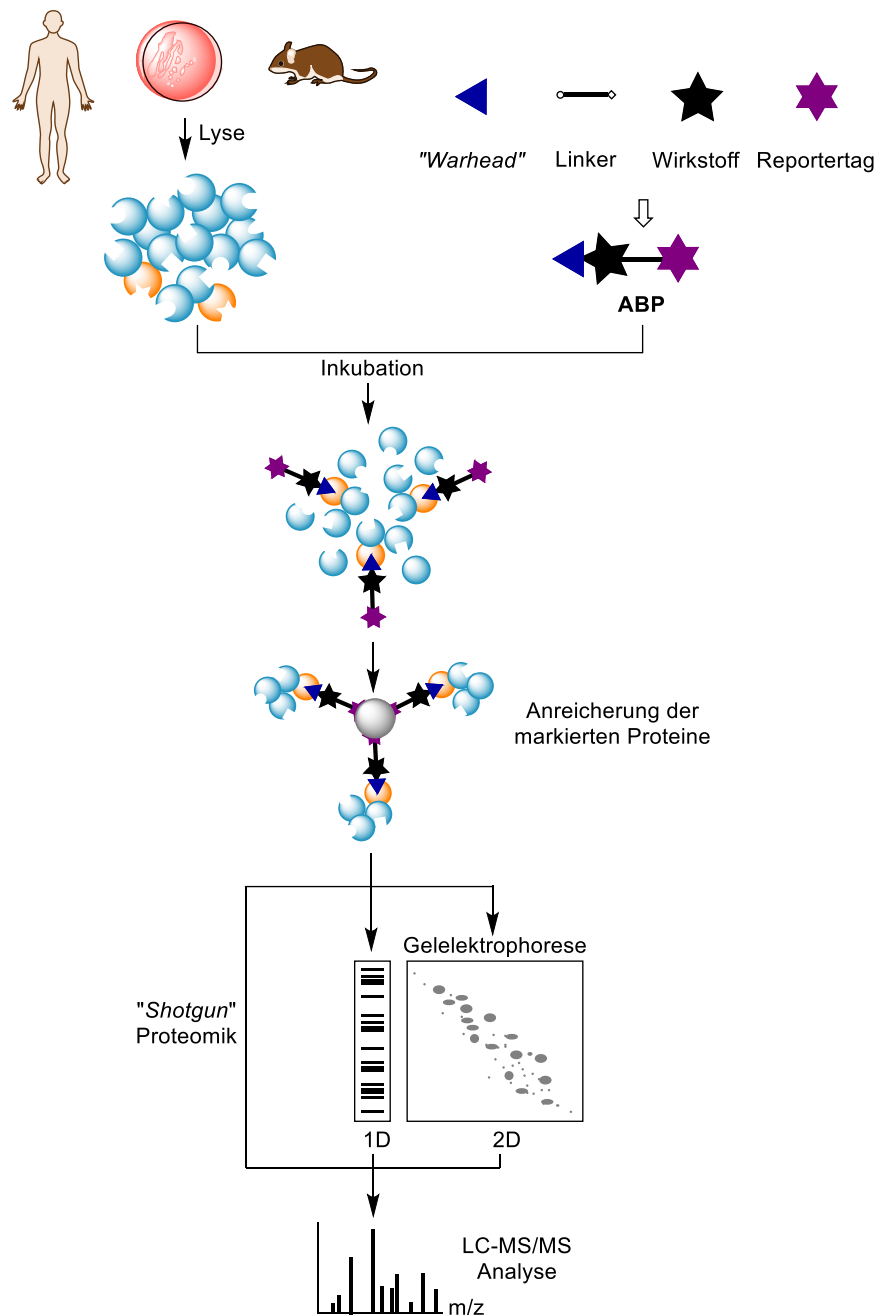 Lyse
"Warhead"
Linker
Wirkstoff
Reportertag
ABP
Inkubation
Anreicherung der
markierten Proteine
Gelelektrophorese
"Shotgun"
Proteomik
1D
2D
LC-MS/MS
Analyse
m/z